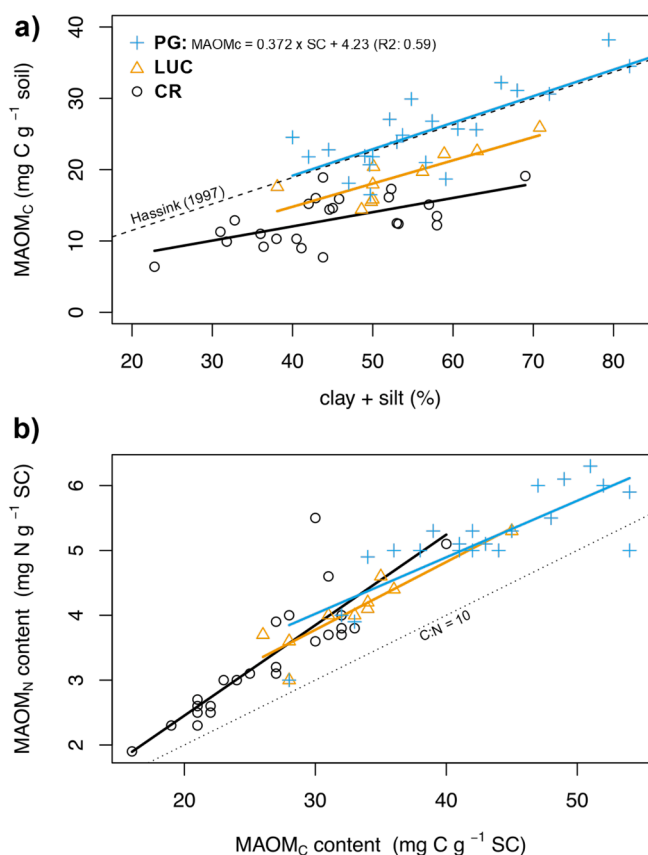 a)
PG: MAOMc = 0.372 x SC + 4.23 (R2: 0.59)
LUC
CR
Hassink (1997)
MAOMC (mg C g −1 soil)
0
10
20
30
40
20
30
40
50
60
70
80
clay + silt (%)
b)
MAOMN content (mg N g −1 SC)
2
3
4
5
6
C:N = 10
20
30
40
50
MAOMC content (mg C g −1 SC)